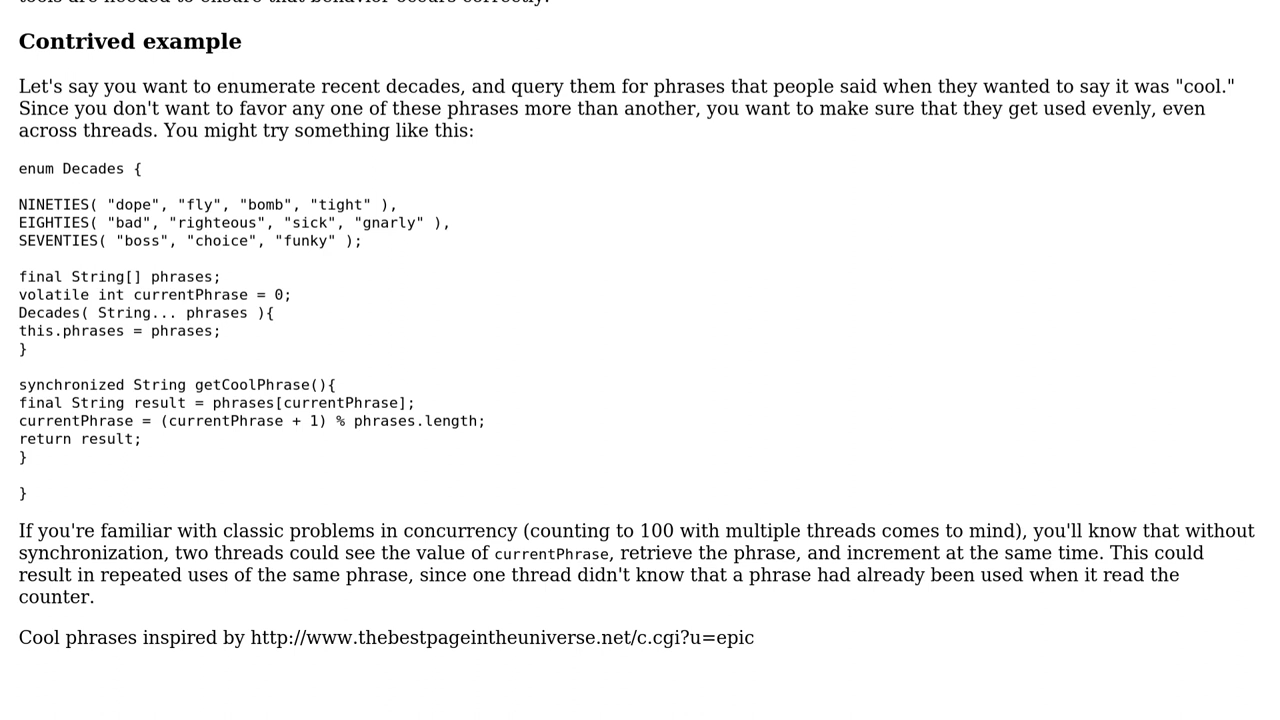 tools are needed to ensure that behavior occurs correctly.
Contrived example
Let's say you want to enumerate recent decades, and query them for phrases that people said when they wanted to say it was "cool."
Since you don't want to favor any one of these phrases more than another, you want to make sure that they get used evenly, even
across threads. You might try something like this:
enum Decades {
NINETIES( "dope", "fly", "bomb", "tight" ),
EIGHTIES( "bad", "righteous", "sick", "gnarly" ),
SEVENTIES( "boss", "choice", "funky" );
final String[] phrases;
volatile int currentPhrase = 0;
Decades( String... phrases ){
this.phrases = phrases;
}
synchronized String getCoolPhrase(){
final String result = phrases[currentPhrase];
currentPhrase = (currentPhrase + 1) % phrases.length;
return result;
}
}
If you're familiar with classic problems in concurrency (counting to 100 with multiple threads comes to mind), you'll know that without
synchronization, two threads could see the value of currentPhrase, retrieve the phrase, and increment at the same time. This could
result in repeated uses of the same phrase, since one thread didn't know that a phrase had already been used when it read the
counter.
Cool phrases inspired by http://www.thebestpageintheuniverse.net/c.cgi?u=epic